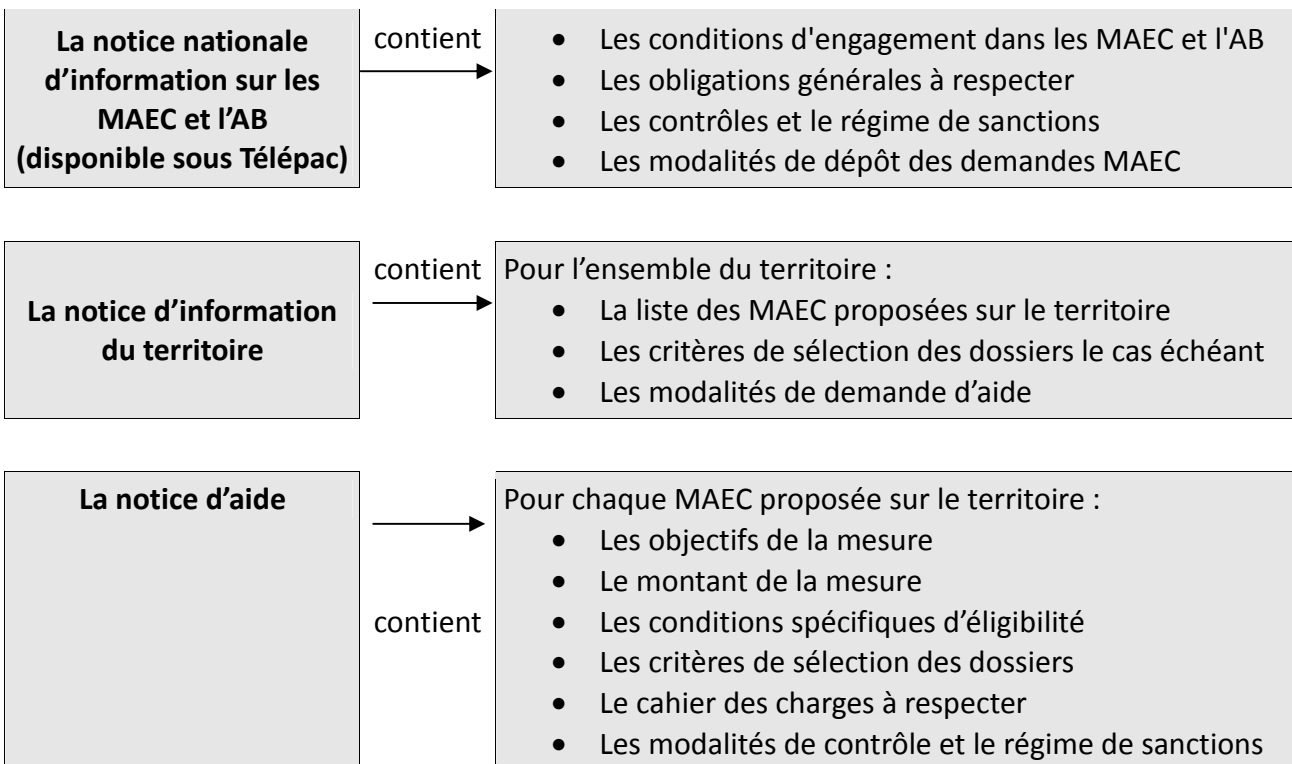 La notice nationale
d’information sur les
MAEC et l’AB
(disponible sous Télépac)
contient
• Les conditions d'engagement dans les MAEC et l'AB
• Les obligations générales à respecter
• Les contrôles et le régime de sanctions
• Les modalités de dépôt des demandes MAEC
La notice d’information
du territoire
contient
Pour l’ensemble du territoire :
• La liste des MAEC proposées sur le territoire
• Les critères de sélection des dossiers le cas échéant
• Les modalités de demande d’aide
La notice d’aide
contient
Pour chaque MAEC proposée sur le territoire :
• Les objectifs de la mesure
• Le montant de la mesure
• Les conditions spécifiques d’éligibilité
• Les critères de sélection des dossiers
• Le cahier des charges à respecter
• Les modalités de contrôle et le régime de sanctions